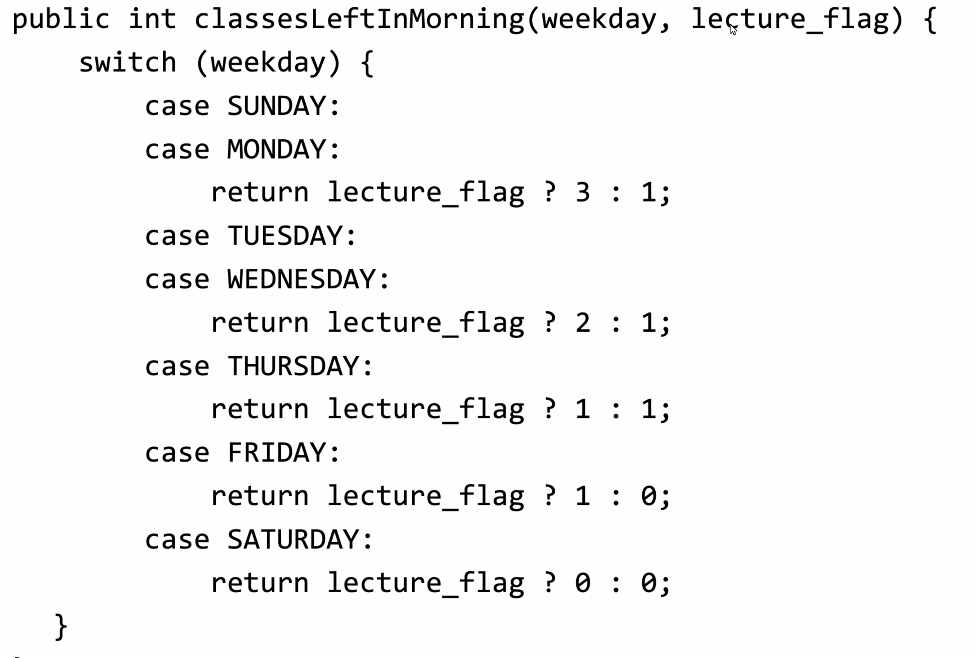 public int classesLeftInMorning(weekday, lecture_flag) {
switch (weekday) {
case SUNDAY:
case MONDAY:
return lecture_flag ? 3 : 1;
case TUESDAY:
case WEDNESDAY:
return lecture_flag ? 2 : 1;
case THURSDAY:
return lecture_flag ? 1 : 1;
case FRIDAY:
return lecture_flag ? 1 : 0;
case SATURDAY:
return lecture_flag ? 0 : 0;
}